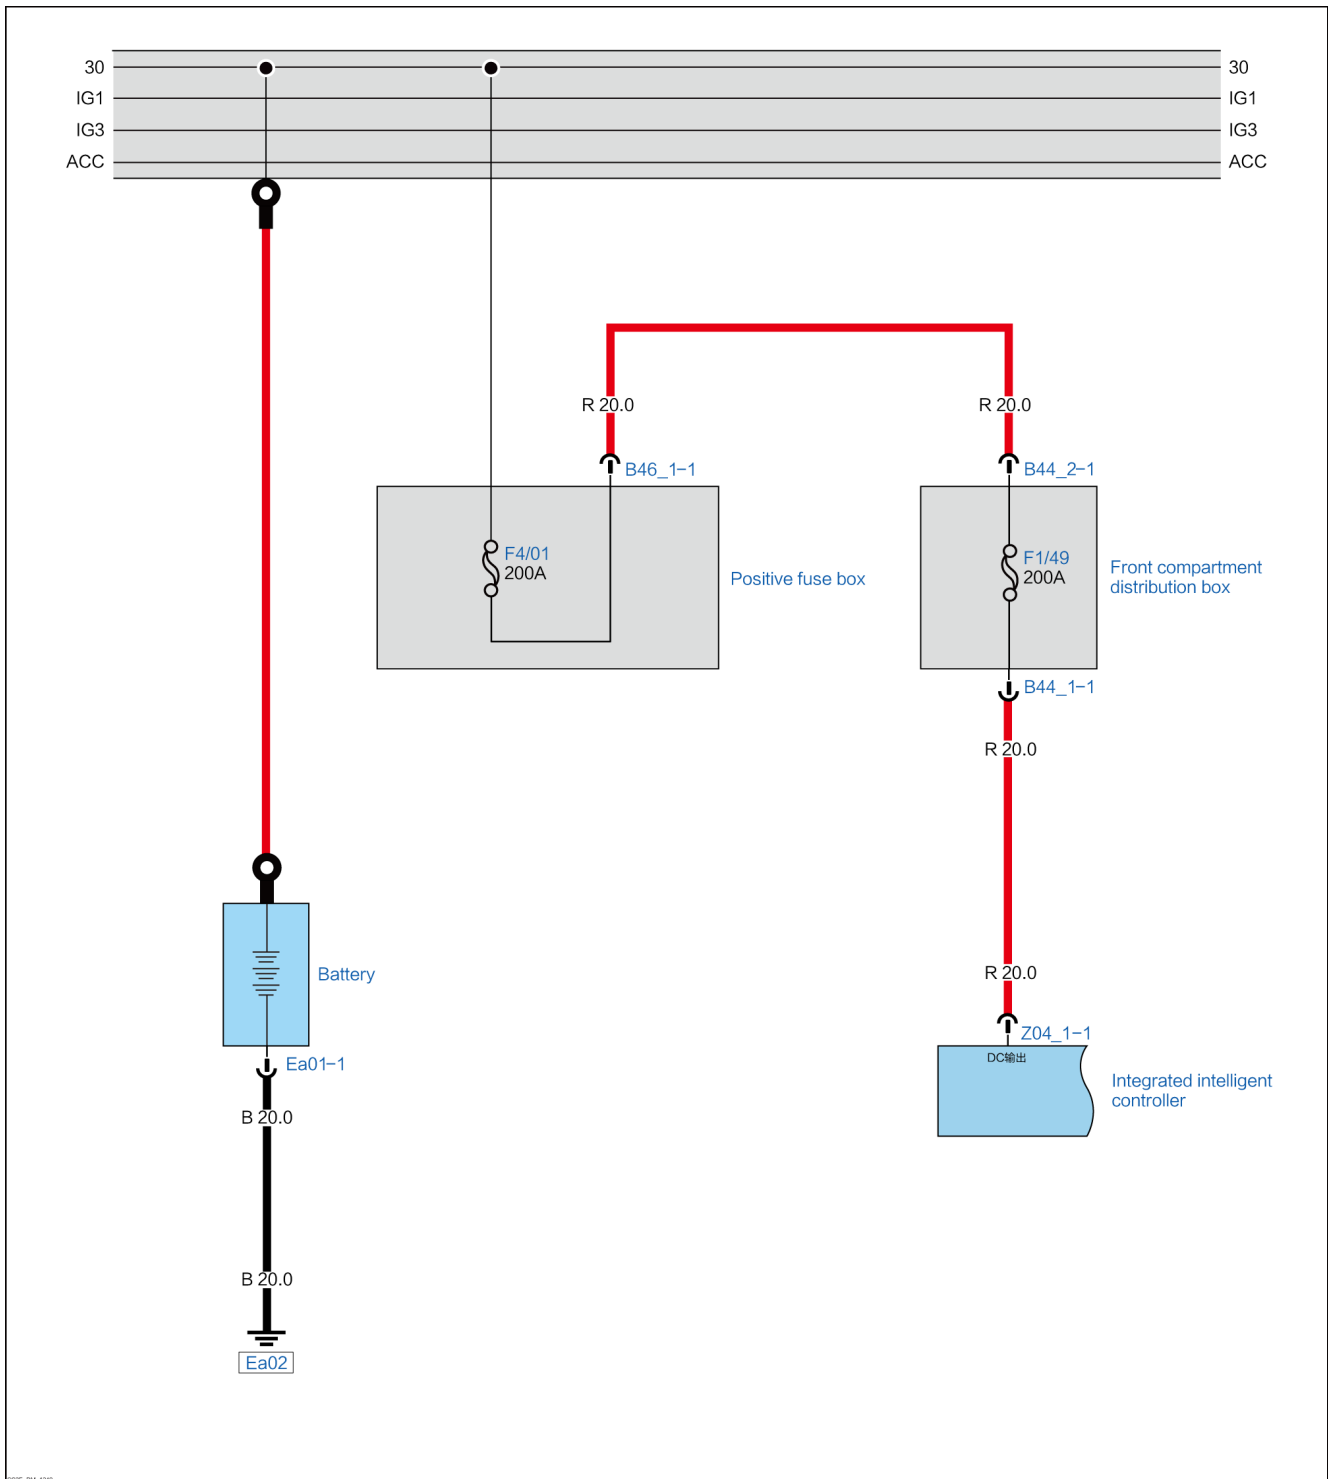 30
30
IG1
IG1
IG3
IG3
ACC
ACC
R 20.0
R 20.0
B46_1-1
B44_2-1
F4/01
200A
F1/49
200A
Positive fuse box
Front compartment
distribution box
B44_1-1
R 20.0
R 20.0
Battery
Z04_1-1
DC输出
Ea01-1
Integrated intelligent
controller
B 20.0
B 20.0
Ea02